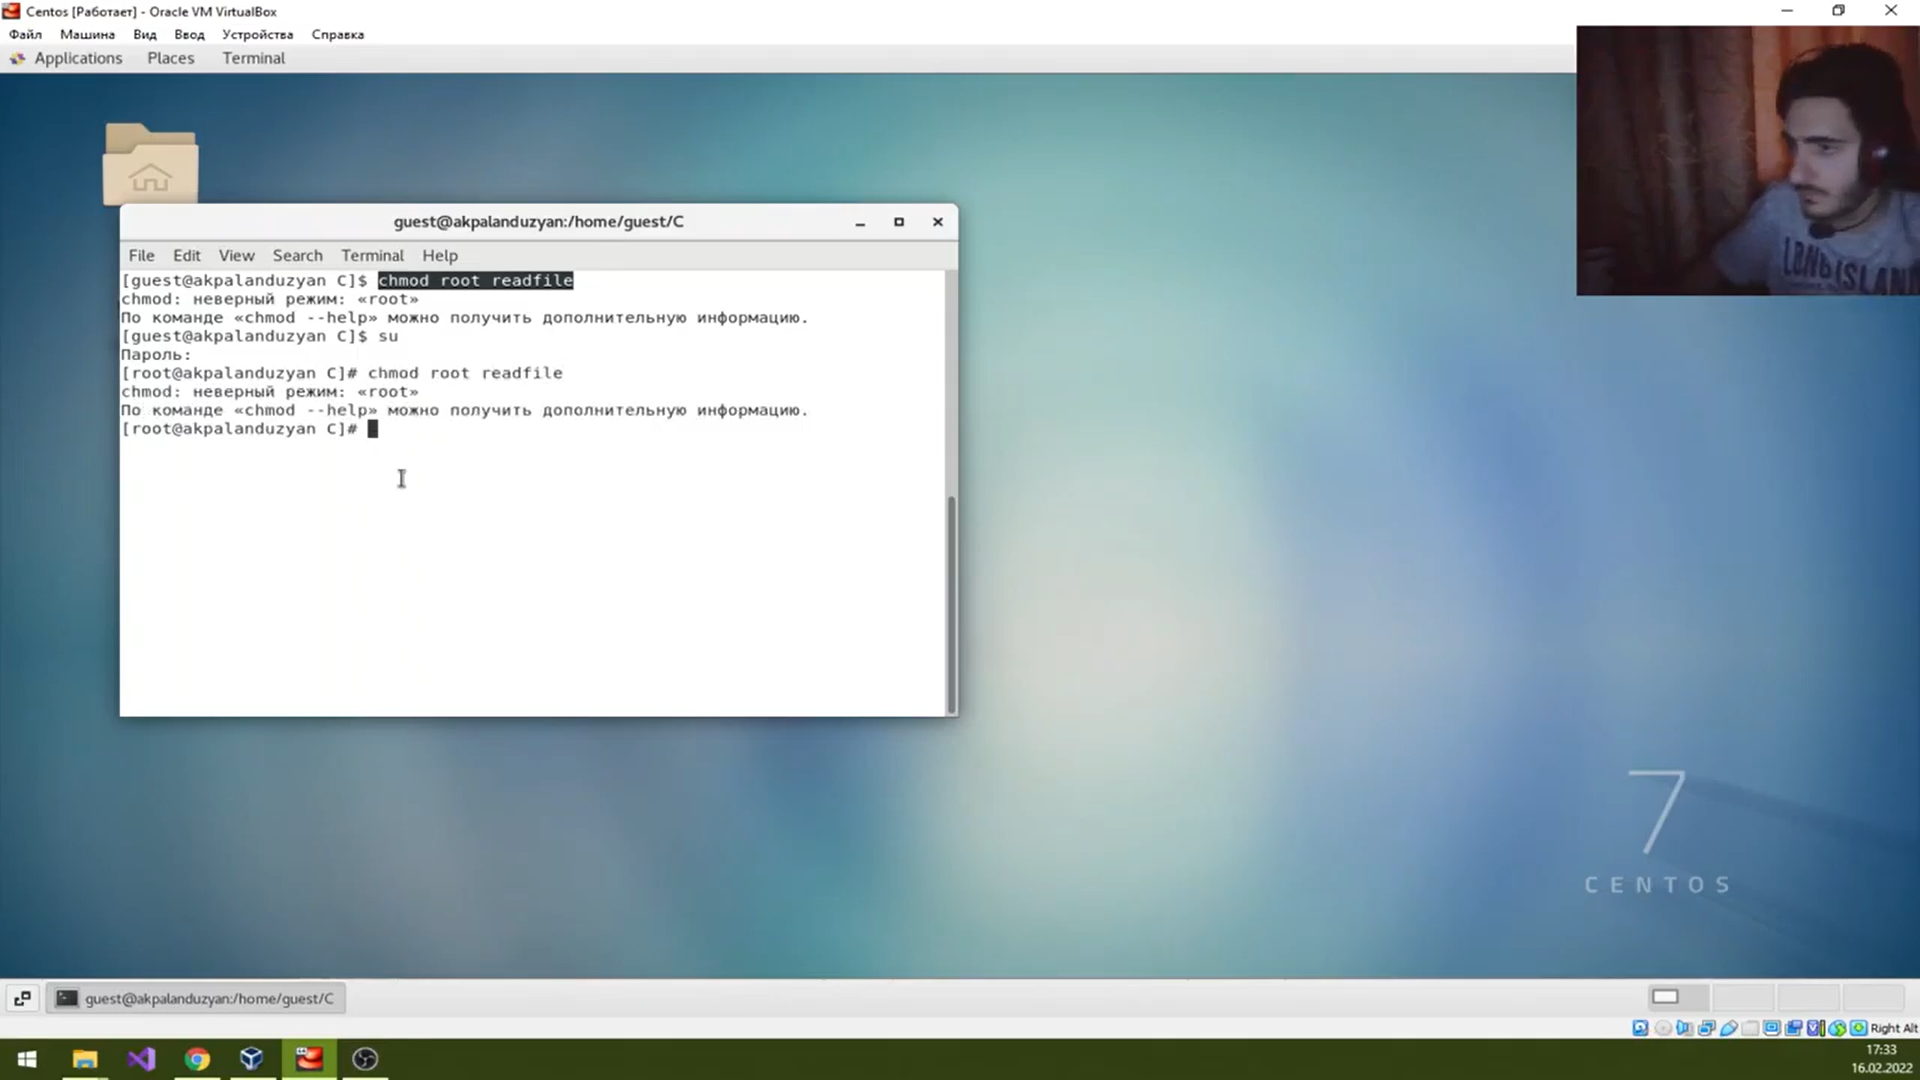 Centos [Работает] - Oracle VM VirtualBox
Файл Машина Вид Ввод Устройства Справка
Applications Places Terminal
guest@akpalanduzyan:/home/guest/C
File Edit View Search Terminal Help
[guest@akpalanduzyan C]$ chmod root readfile
chmod: неверный режим: «root»
По команде «chmod --help» можно получить дополнительную информацию.
[guest@akpalanduzyan C]$ su
Пароль:
[root@akpalanduzyan C]# chmod root readfile
chmod: неверный режим: «root»
По команде «chmod --help» можно получить дополнительную информацию.
[root@akpalanduzyan C]#
LONG ISLAND
7
CENTOS
guest@akpalanduzyan:/home/guest/C
Right Alt
17:33
16.02.2022